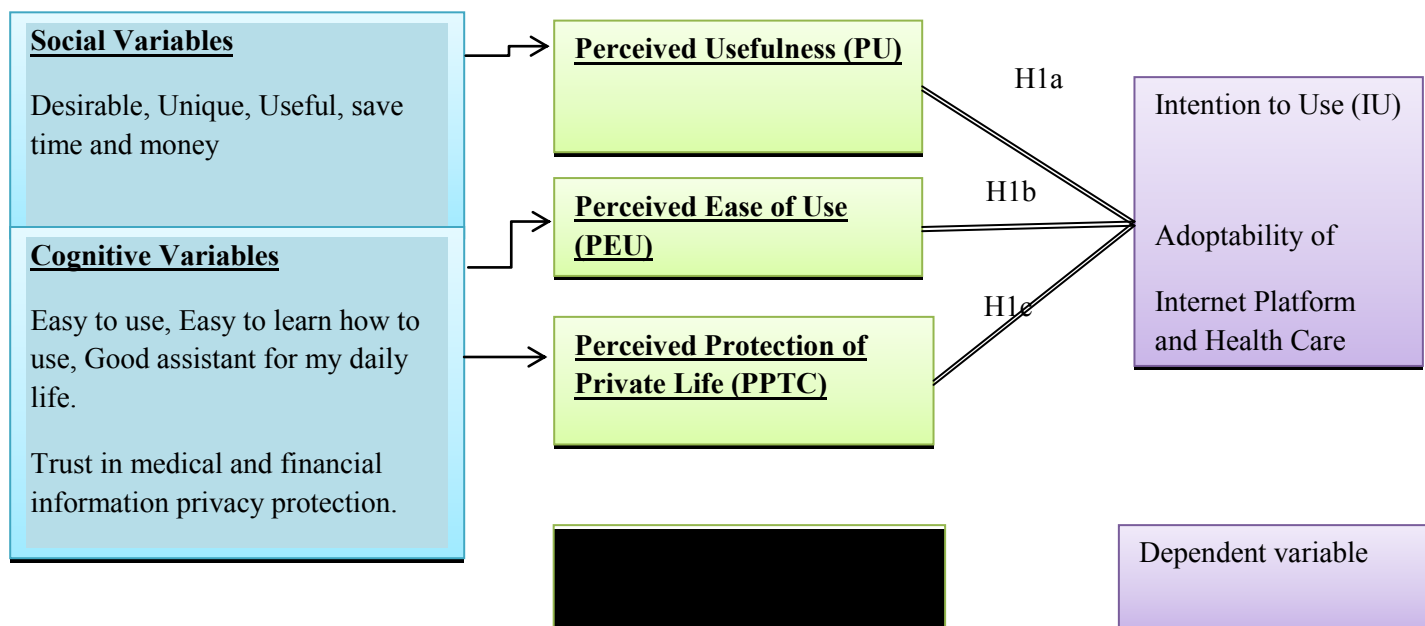 Social Variables
Desirable, Unique, Useful, save
time and money
Cognitive Variables
Easy to use, Easy to learn how to
use, Good assistant for my daily
life.
Trust in medical and financial
information privacy protection.
Perceived Usefulness (PU)
Perceived Ease of Use
(PEU)
Perceived Protection of
Private Life (PPTC)
H1a
H1b
H1c
Intention to Use (IU)
Adoptability of
Internet Platform
and Health Care
Dependent variable